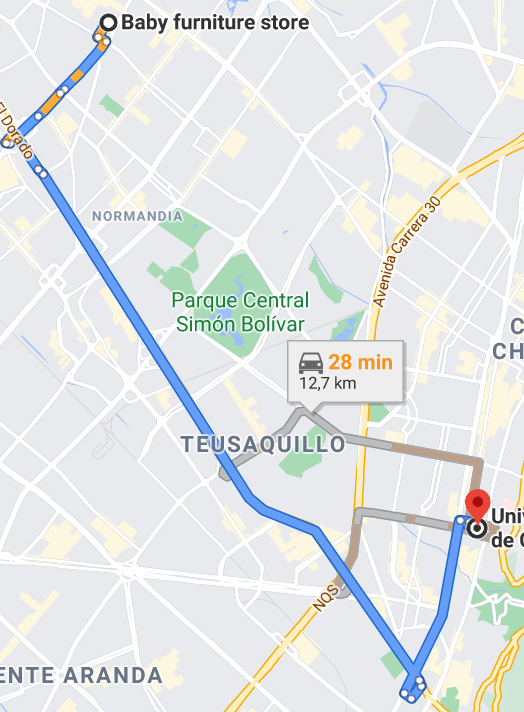 Baby furniture store
El Dorado
NORMANDIA
Avenida Carrera 30
Parque Central
Simón Bolívar
C
CH
28 min
12,7 km
TEUSAQUILLO
Univ
de C
NQS
ENTE ARANDA